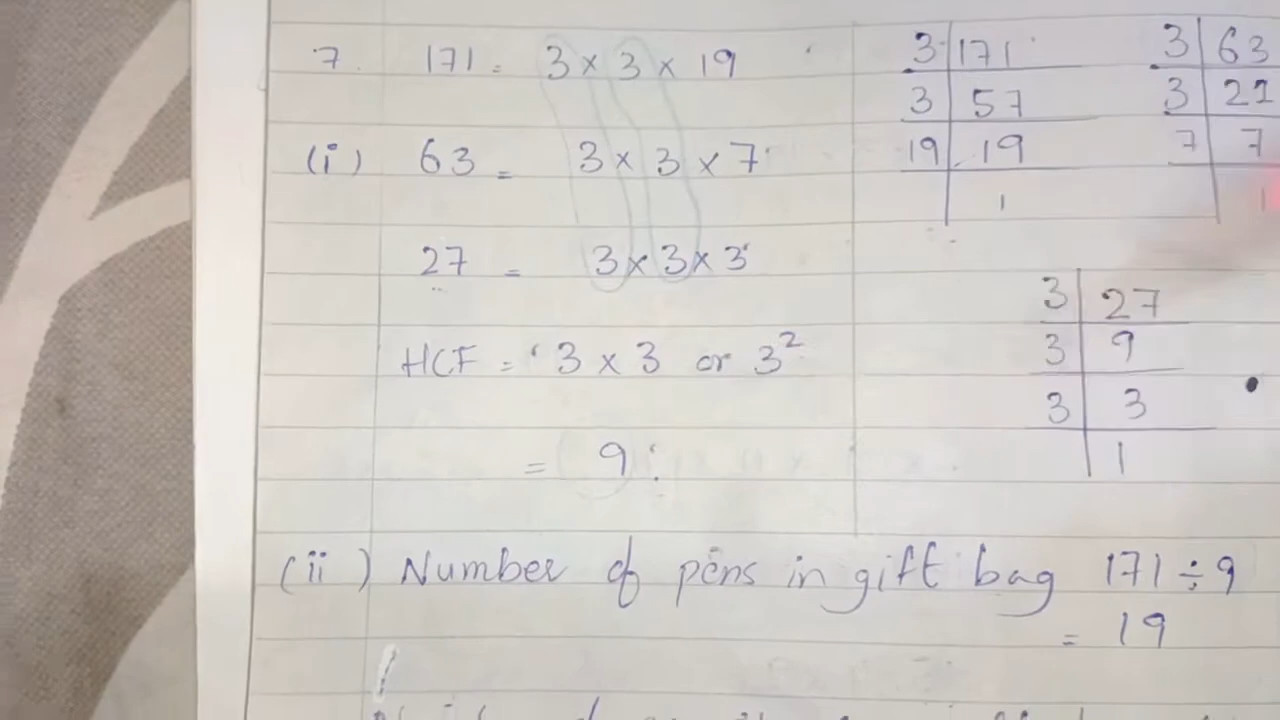 7. 171 = 3 × 3 × 19
(i) 63 = 3 × 3 × 7
27 = 3 × 3 × 3
HCF = 3 × 3 or 3²
= 9
3 171
3 57
19 19
1
3 63
3 21
7 7
1
3 27
3 9
3 3
1
(ii) Number of pens in gift bag 171 ÷ 9
= 19